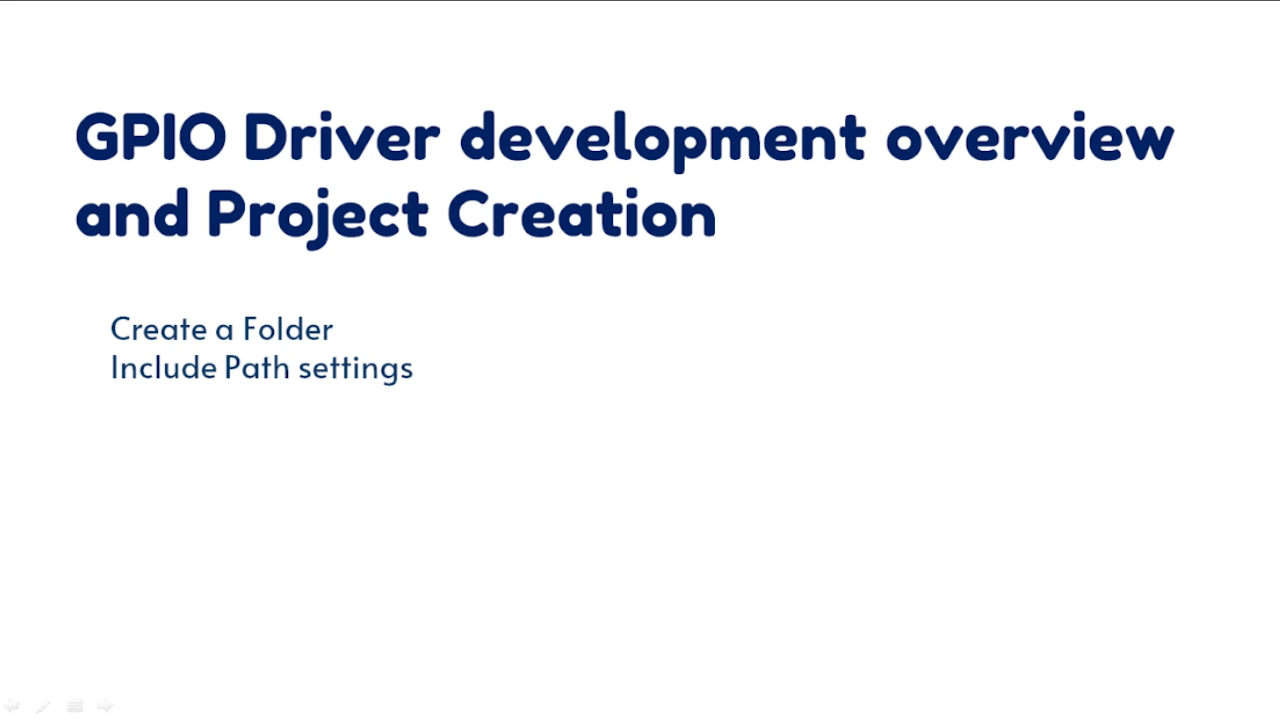 GPIO Driver development overview
and Project Creation
Create a Folder
Include Path settings